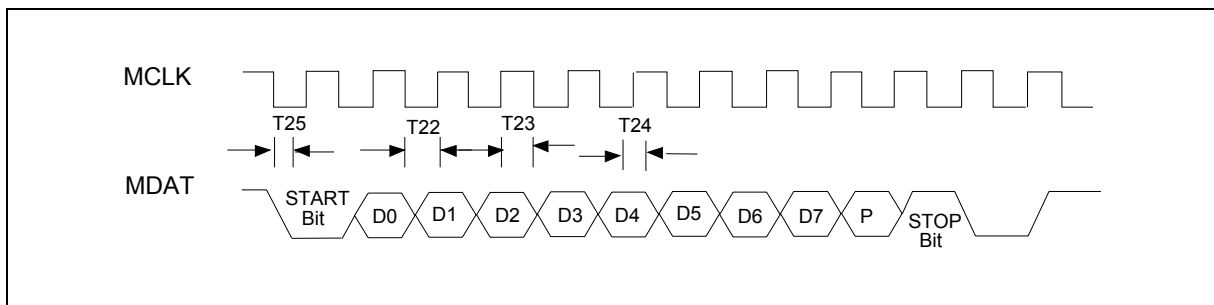 MCLK
T25
T22
T23
T24
MDAT
START
Bit
D0
D1
D2
D3
D4
D5
D6
D7
P
STOP
Bit